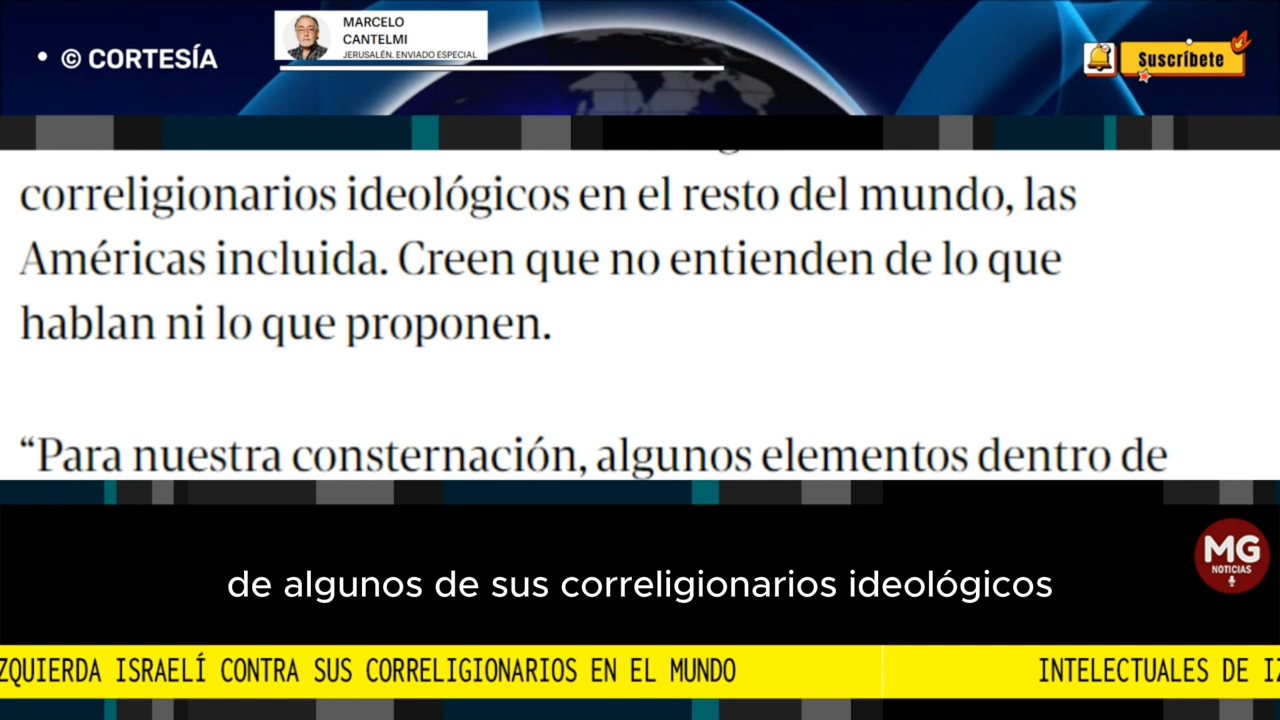 • © CORTESÍA
MARCELO
CANTELMI
JERUSALÉN. ENVIADO ESPECIAL
Suscríbete
correligionarios ideológicos en el resto del mundo, las
Américas incluida. Creen que no entienden de lo que
hablan ni lo que proponen.
“Para nuestra consternación, algunos elementos dentro de
de algunos de sus correligionarios ideológicos
MG
NOTICIAS
ZQUIERDA ISRAELÍ CONTRA SUS CORRELIGIONARIOS EN EL MUNDO
INTELECTUALES DE IZ